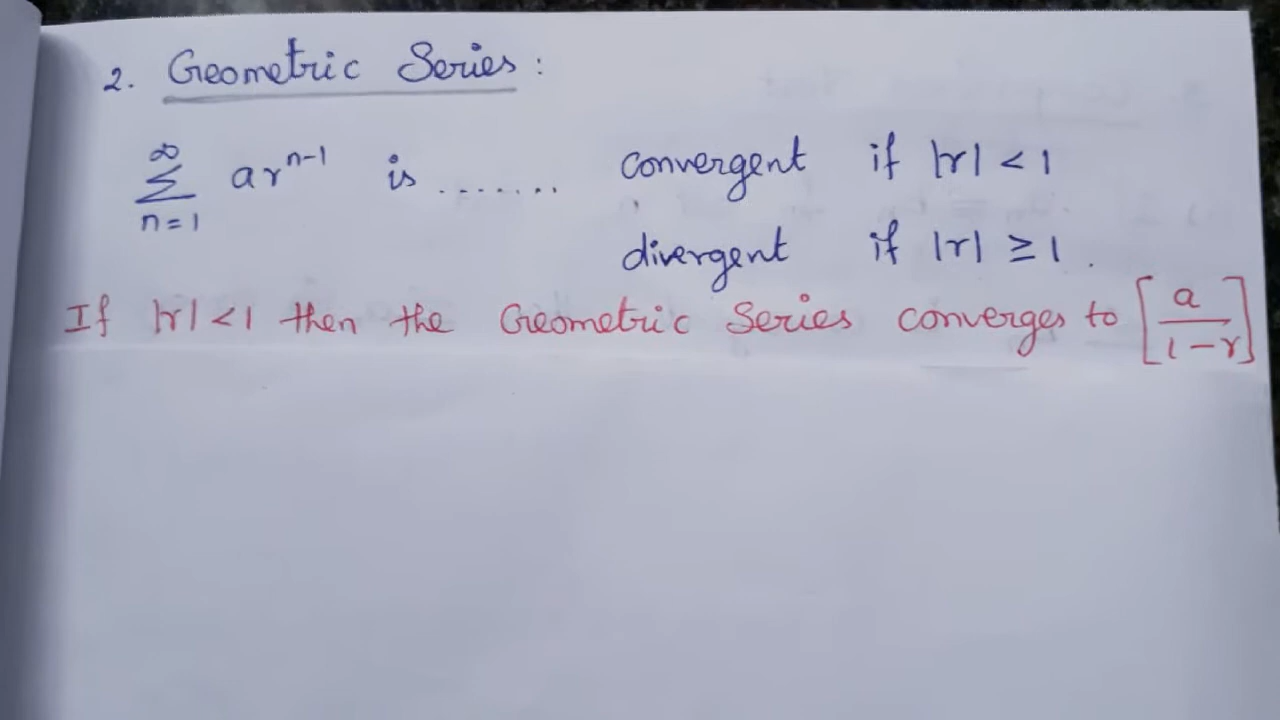 2. Geometric Series :
∞
∑ ar^{n-1} is ........ convergent if |r| < 1
n=1
divergent if |r| ≥ 1.
If |r| < 1 then the Geometric Series converges to [a/(1-r)]